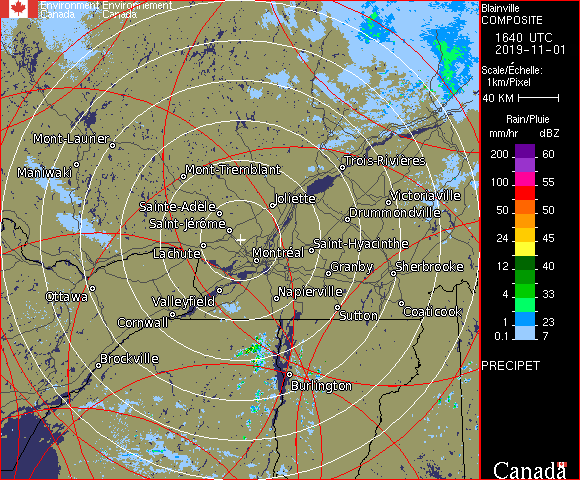 Environment Environnement
Canada Canada
Blainville
COMPOSITE
1640 UTC
2019-11-01
Scale/Échelle:
1km/Pixel
40 KM
Rain/Pluie
mm/hr dBZ
200 60
100 55
50 50
24 45
12 40
4 33
1 23
0.1 7
PRECIPET
Canada
Mont-Laurier
Maniwaki
Mont-Tremblant
Trois-Rivières
Joliette
Victoriaville
Sainte-Adèle
Drummondville
Saint-Jérôme
Saint-Hyacinthe
Lachute
Montréal
Granby
Sherbrooke
Ottawa
Valleyfield
Napierville
Coaticook
Cornwall
Sutton
Brockville
Burlington